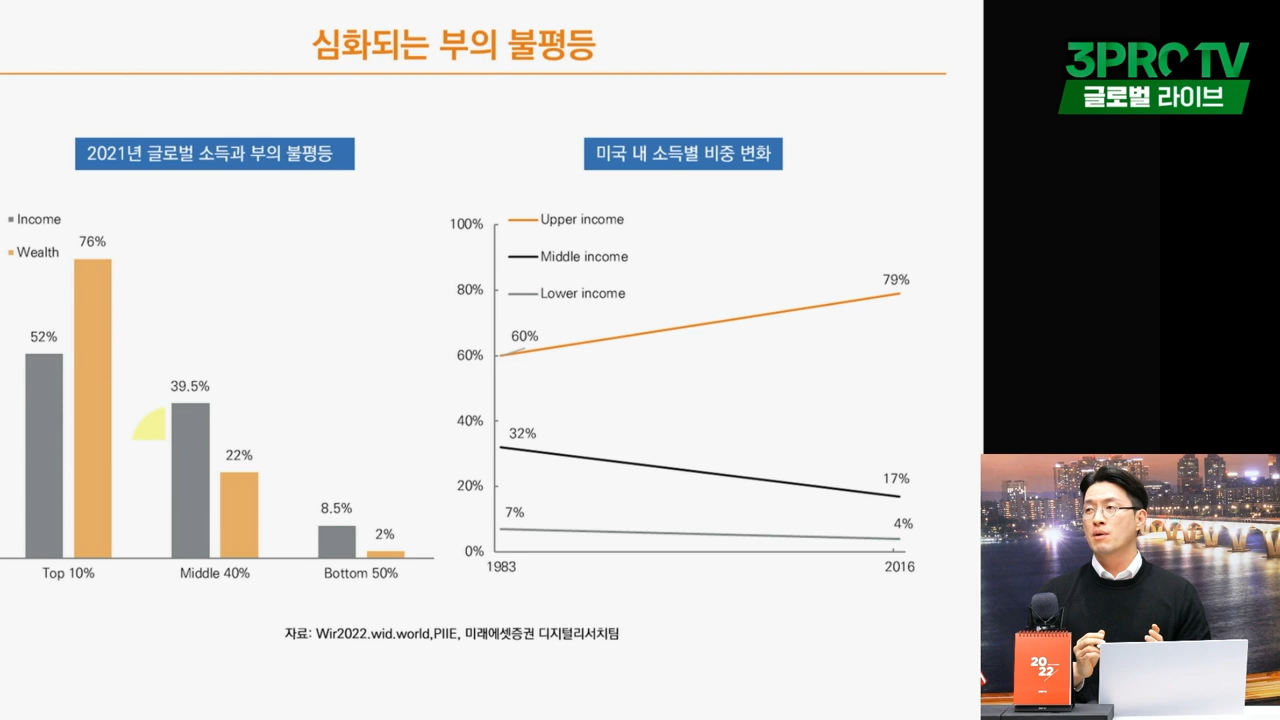 심화되는 부의 불평등
3PRO TV
글로벌 라이브
2021년 글로벌 소득과 부의 불평등
미국 내 소득별 비중 변화
Income
Wealth
76%
52%
39.5%
22%
8.5%
2%
Top 10%
Middle 40%
Bottom 50%
Upper income
Middle income
Lower income
100%
80%
60%
40%
20%
0%
60%
79%
32%
17%
7%
4%
1983
2016
자료: Wir2022.wid.world,PIIE, 미래에셋증권 디지털리서치팀
20
22